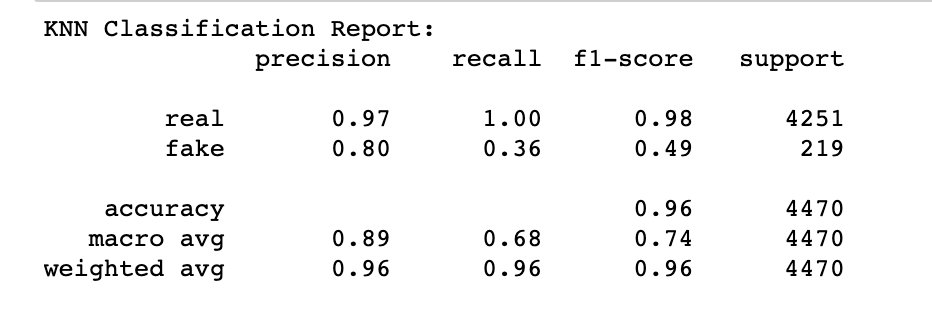 KNN Classification Report:
precision recall f1-score support
real 0.97 1.00 0.98 4251
fake 0.80 0.36 0.49 219
accuracy 0.96 4470
macro avg 0.89 0.68 0.74 4470
weighted avg 0.96 0.96 0.96 4470